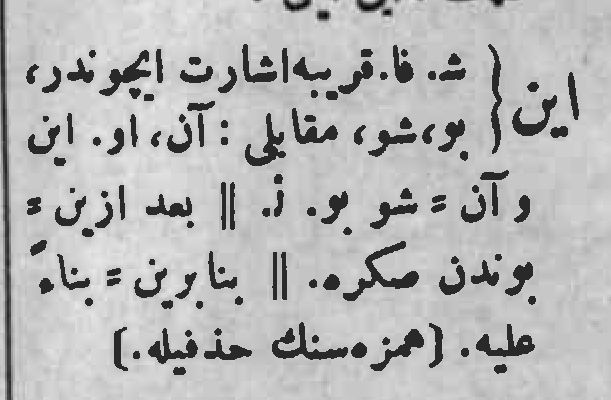 این { ش. فا. قریبه اشارت ایچوندر،
بو، شو، مقابلی : آن، او. این
و آن = شو بو. ز. || بعد ازین =
بوندن صکره. || بنابرین = بناءً
علیه. (همزه‌سنك حذفیله.)